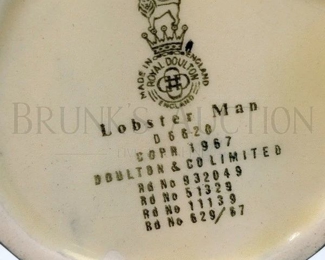 MADE IN ENGLAND
ROYAL DOULTON
ENGLAND
BRUNK AUCTION
Lobster Man
D 6620
COPR 1967
DOULTON & CO LIMITED
Rd No 932049
Rd No 51329
Rd No 11139
Rd No 629/67